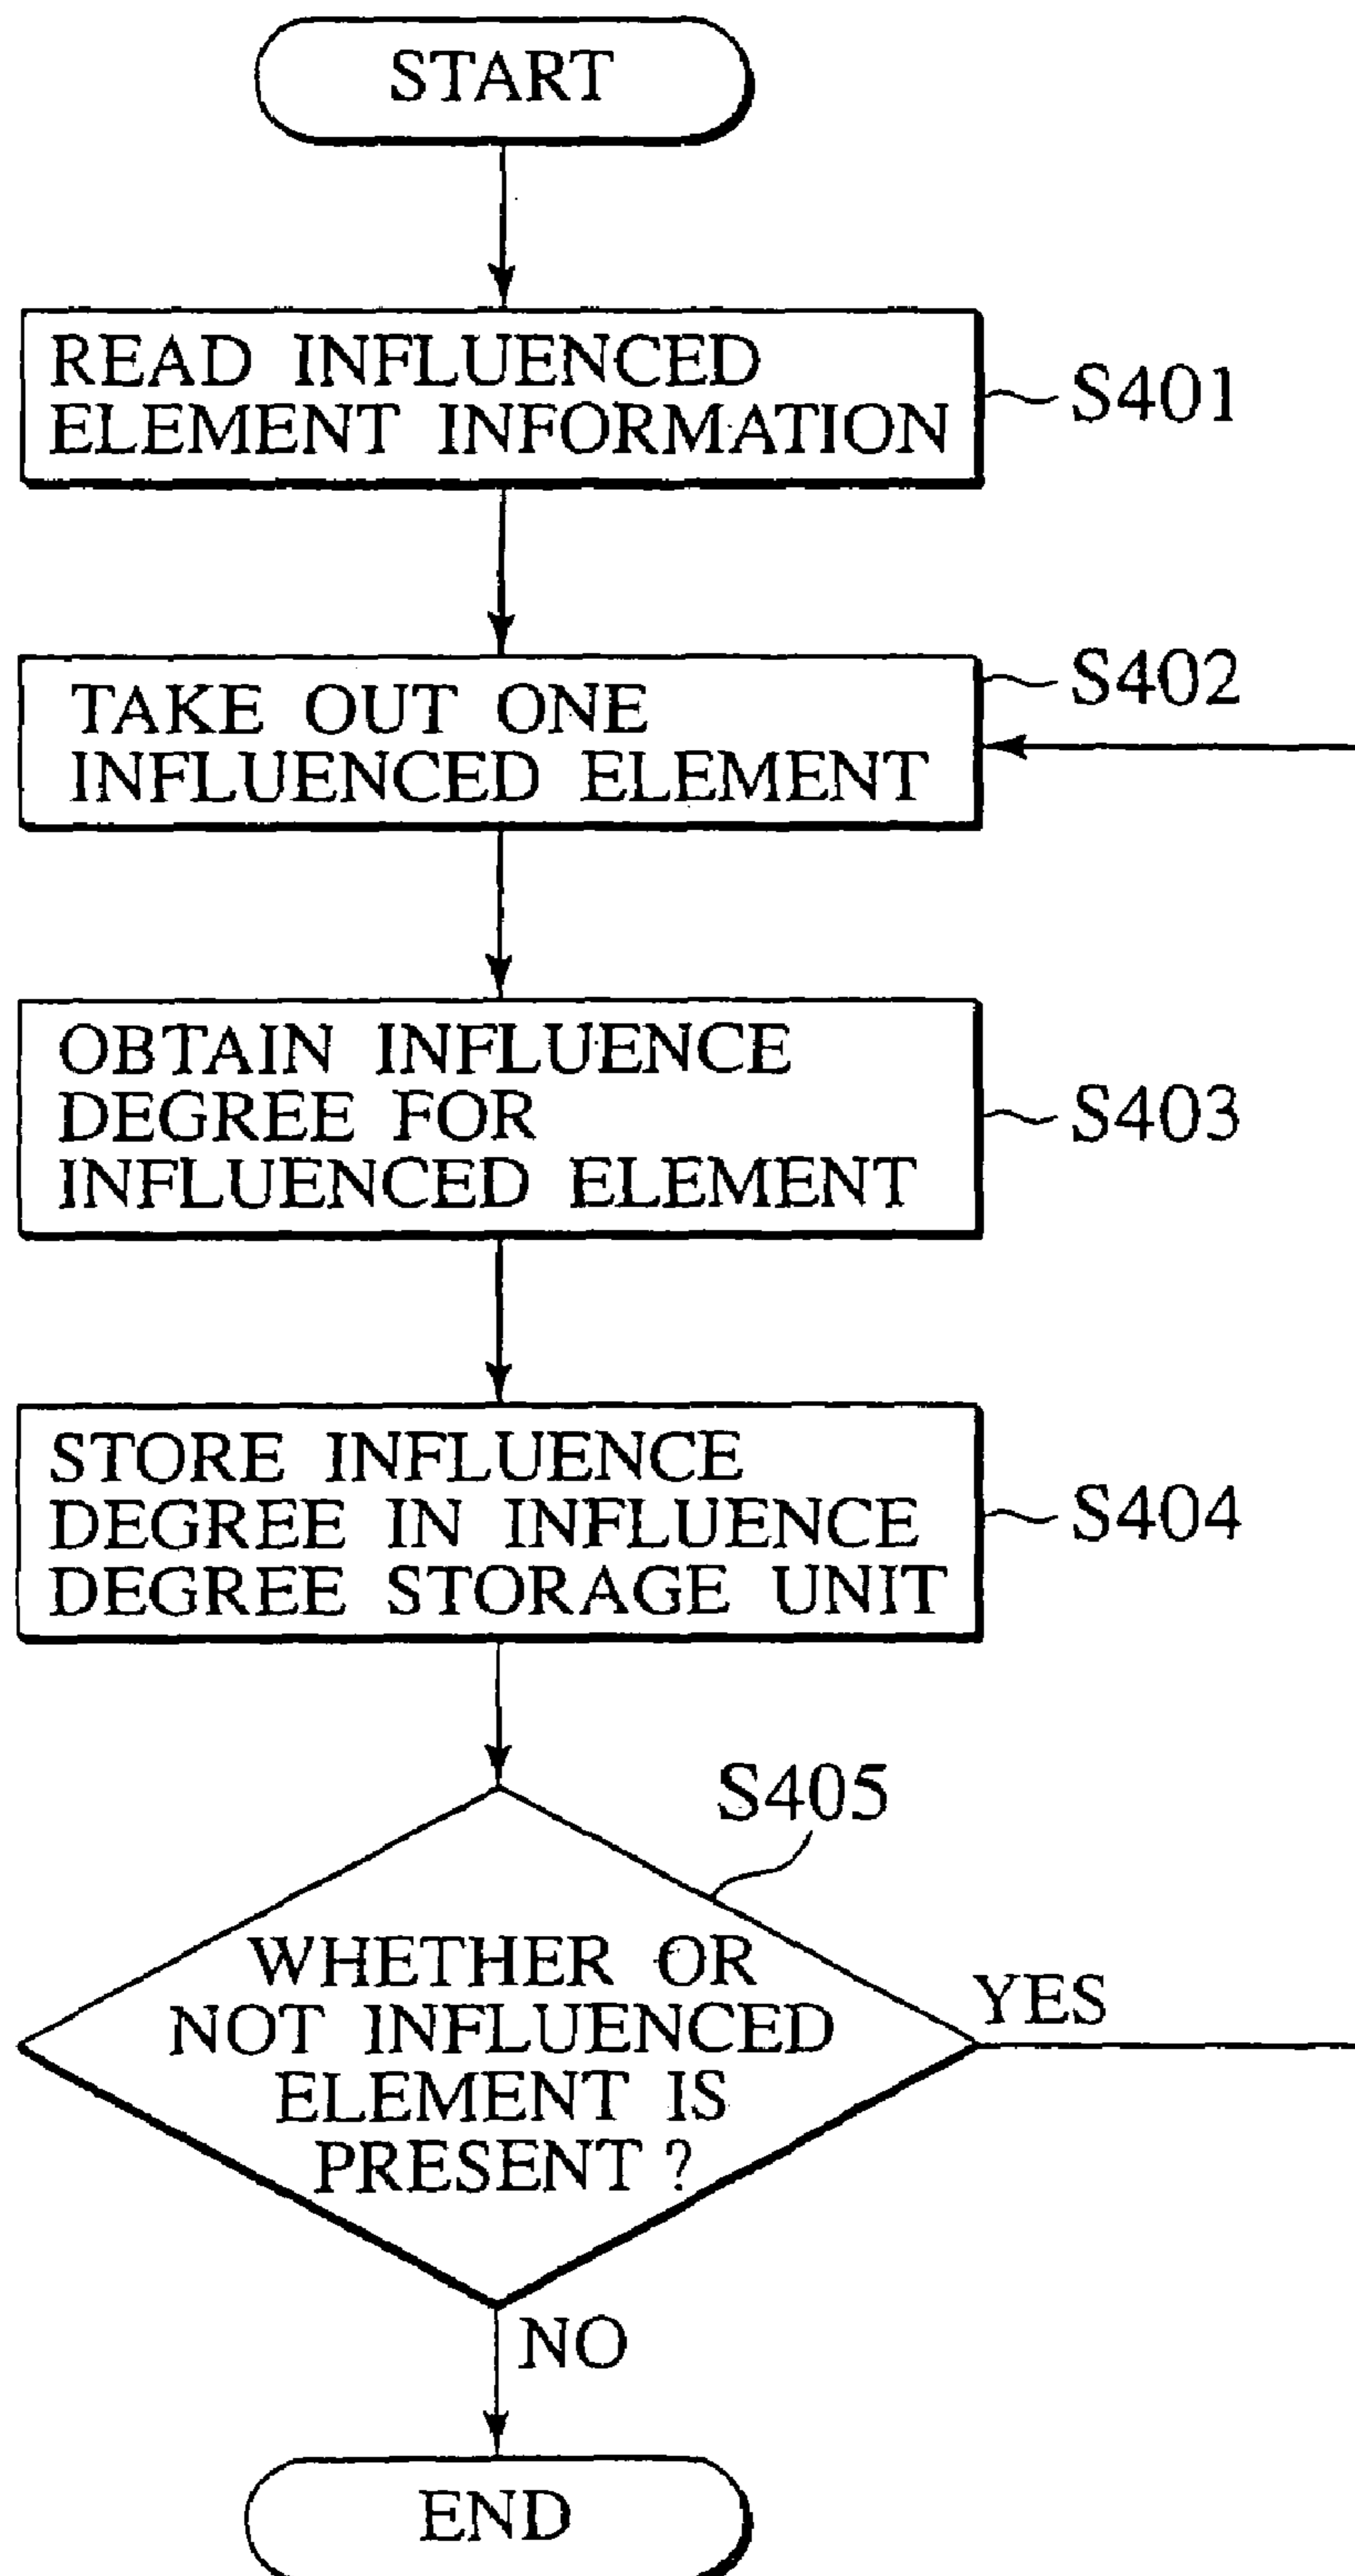 START
READ INFLUENCED
ELEMENT INFORMATION
S401
S402
TAKE OUT ONE
INFLUENCED ELEMENT
OBTAIN INFLUENCE
DEGREE FOR
INFLUENCED ELEMENT
S403
STORE INFLUENCE
DEGREE IN INFLUENCE
DEGREE STORAGE UNIT
S404
S405
WHETHER OR
NOT INFLUENCED
ELEMENT IS
PRESENT ?
YES
NO
END